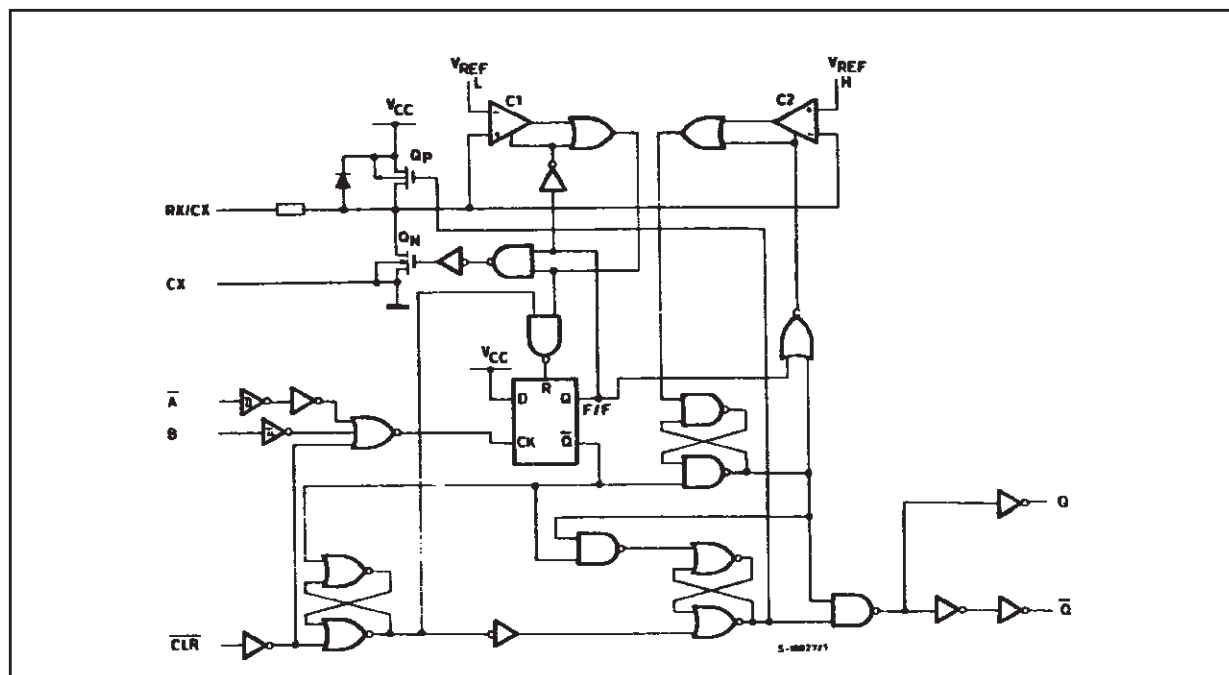 VREF L
VREF H
C1
C2
VCC
QP
RX/CX
QN
CX
VCC
R
D
Q
F/F
A
CK
Q
B
Q
Q
CLR